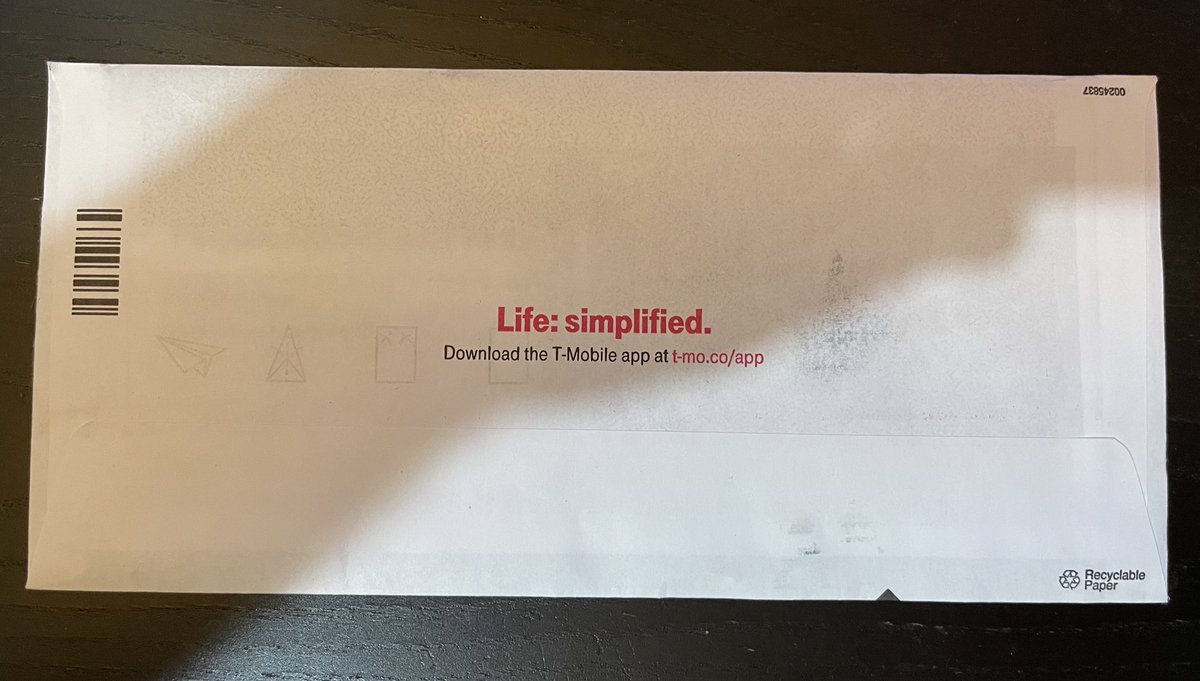 00245837
Life: simplified.
Download the T-Mobile app at t-mo.co/app
Recyclable
Paper